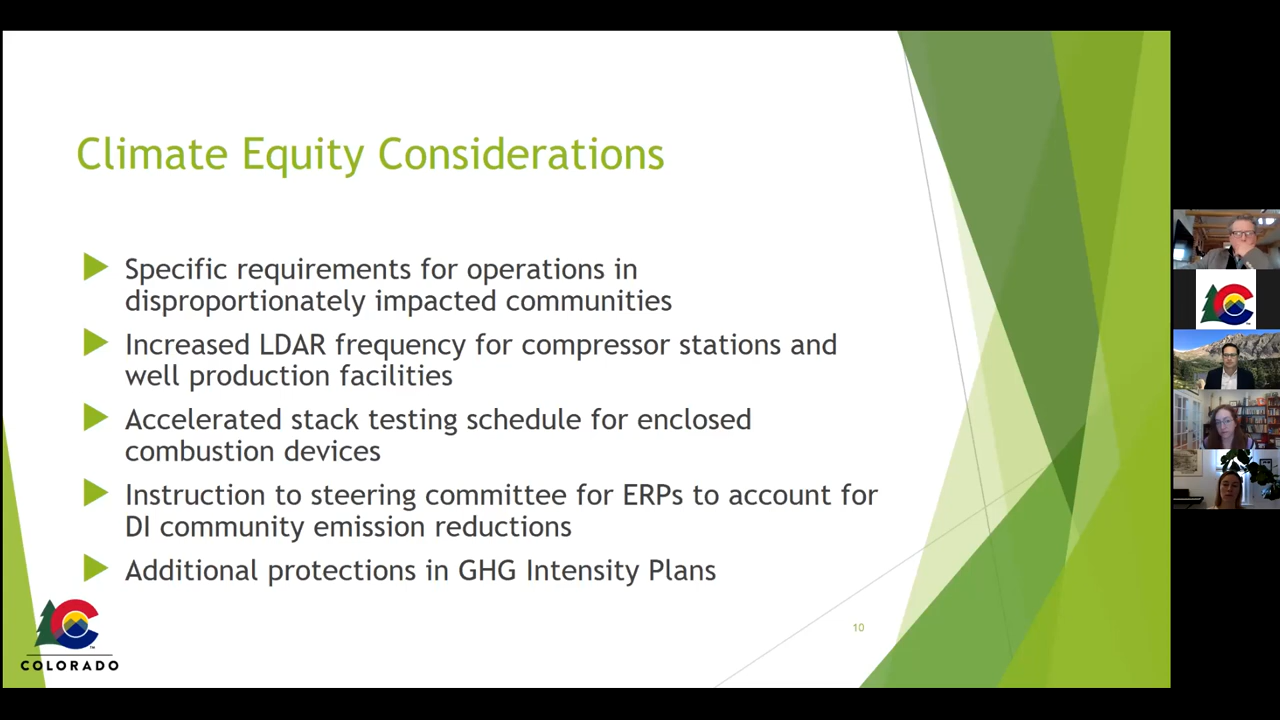 Climate Equity Considerations
Specific requirements for operations in
disproportionately impacted communities
Increased LDAR frequency for compressor stations and
well production facilities
Accelerated stack testing schedule for enclosed
combustion devices
Instruction to steering committee for ERPs to account for
DI community emission reductions
Additional protections in GHG Intensity Plans
10
COLORADO